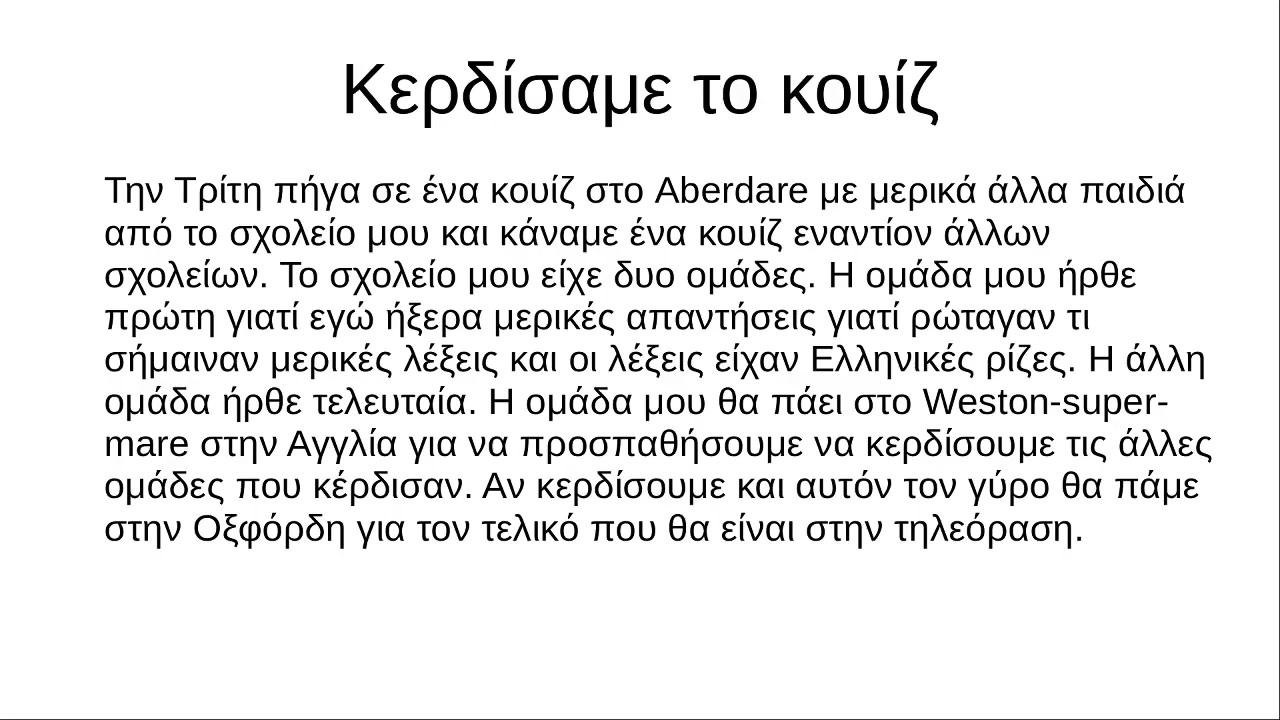 Κερδίσαμε το κουίζ
Την Τρίτη πήγα σε ένα κουίζ στο Aberdare με μερικά άλλα παιδιά
από το σχολείο μου και κάναμε ένα κουίζ εναντίον άλλων
σχολείων. Το σχολείο μου είχε δυο ομάδες. Η ομάδα μου ήρθε
πρώτη γιατί εγώ ήξερα μερικές απαντήσεις γιατί ρώταγαν τι
σήμαιναν μερικές λέξεις και οι λέξεις είχαν Ελληνικές ρίζες. Η άλλη
ομάδα ήρθε τελευταία. Η ομάδα μου θα πάει στο Weston-super-
mare στην Αγγλία για να προσπαθήσουμε να κερδίσουμε τις άλλες
ομάδες που κέρδισαν. Αν κερδίσουμε και αυτόν τον γύρο θα πάμε
στην Οξφόρδη για τον τελικό που θα είναι στην τηλεόραση.